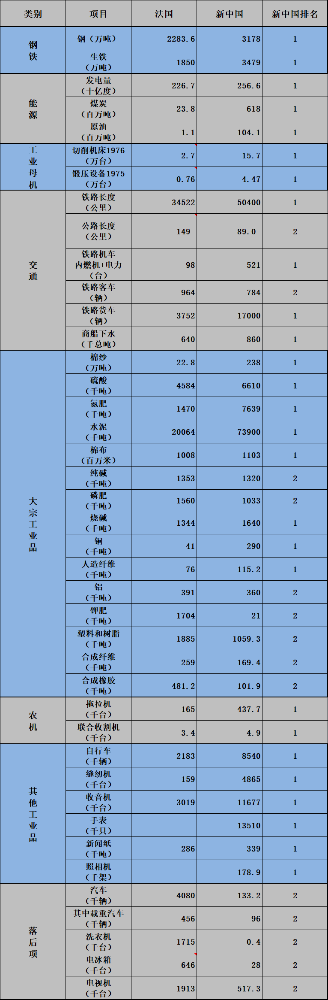 类别 项目 法国 新中国 新中国排名
钢
铁
钢（万吨） 2283.6 3178 1
生铁
（万吨） 1850 3479 1
能
源
发电量
（十亿度） 226.7 256.6 1
煤炭
（百万吨） 23.8 618 1
原油
（百万吨） 1.1 104.1 1
工
业
母
机
切削机床1976
（万台） 2.7 15.7 1
锻压设备1975
（万台） 0.76 4.47 1
交
通
铁路长度
（公里） 34522 50400 1
公路长度
（公里） 149 89.0 2
铁路机车
内燃机+电力
（台） 98 521 1
铁路客车
（辆） 964 784 2
铁路货车
（辆） 3752 17000 1
商船下水
（千总吨） 640 860 1
大
宗
工
业
品
棉纱
（万吨） 22.8 238 1
硫酸
（千吨） 4584 6610 1
氮肥
（千吨） 1470 7639 1
水泥
（千吨） 20064 73900 1
棉布
（百万米） 1008 1103 1
纯碱
（千吨） 1353 1320 2
磷肥
（千吨） 1560 1033 2
烧碱
（千吨） 1344 1640 1
铜
（千吨） 41 290 1
人造纤维
（千吨） 76 115.2 1
铝
（千吨） 391 360 2
钾肥
（千吨） 1704 21 2
塑料和树脂
（千吨） 1885 1059.3 2
合成纤维
（千吨） 259 169.4 2
合成橡胶
（千吨） 481.2 101.9 2
农
机
拖拉机
（千台） 165 437.7 1
联合收割机
（千台） 3.4 4.9 1
其
他
工
业
品
自行车
（千辆） 2183 8540 1
缝纫机
（千台） 159 4865 1
收音机
（千台） 3019 11677 1
手表
（千只） 13510 1
新闻纸
（千吨） 286 339 1
照相机
（千架） 178.9 1
落
后
项
汽车
（千辆） 4080 133.2 2
其中载重汽车
（千辆） 456 96 2
洗衣机
（千台） 1715 0.4 2
电冰箱
（千台） 646 28 2
电视机
（千台） 1913 517.3 2